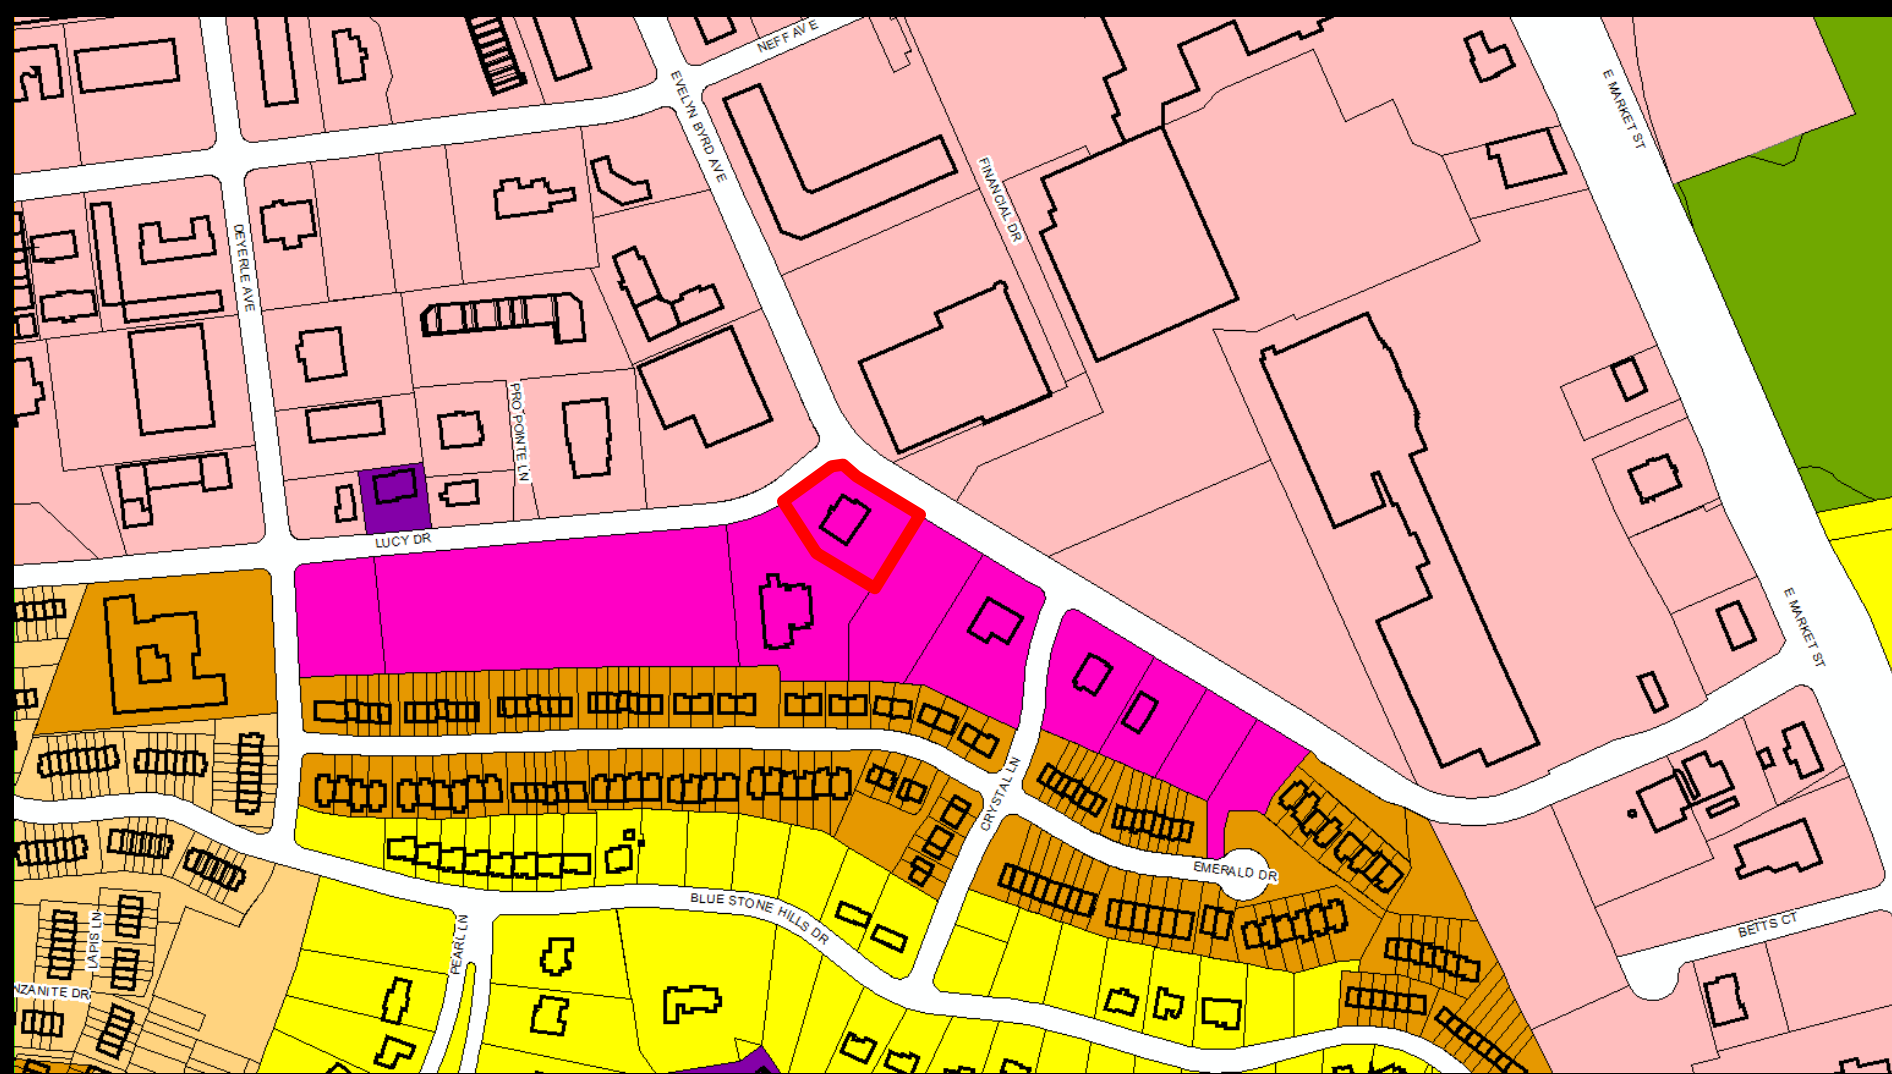 NEFF AVE
EVELYN BYRD AVE
E MARKET ST
FINANCIAL DR
DEYERLE AVE
PRO POINTE LN
LUCY DR
E MARKET ST
CRYSTAL LN
EMERALD DR
BLUE STONE HILLS DR
PEARL LN
LAPIS LN
BETTS CT
NZANITE DR